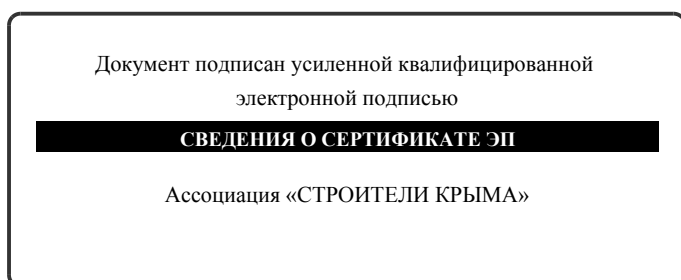 Документ подписан усиленной квалифицированной
электронной подписью
СВЕДЕНИЯ О СЕРТИФИКАТЕ ЭП
Ассоциация «СТРОИТЕЛИ КРЫМА»